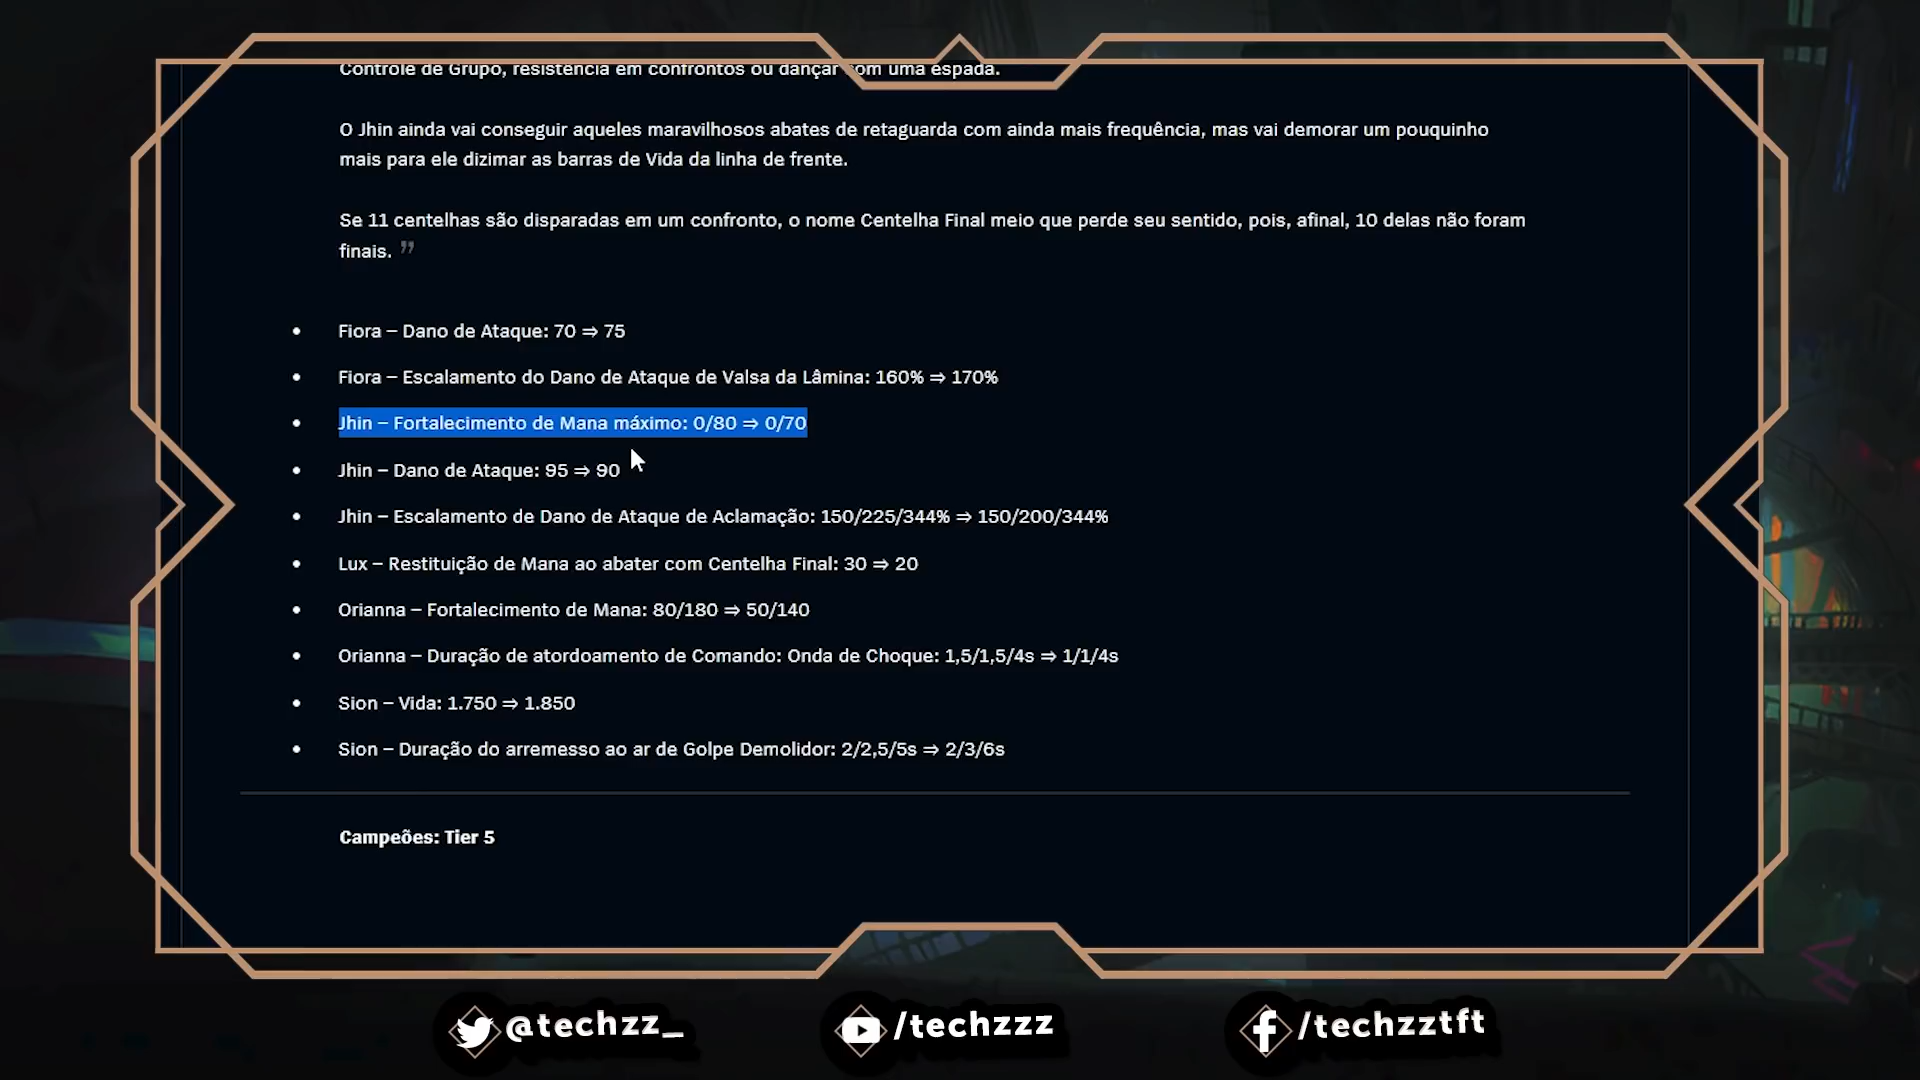 Controle de Grupo, resistência em confrontos ou dançar com uma espada.
O Jhin ainda vai conseguir aqueles maravilhosos abates de retaguarda com ainda mais frequência, mas vai demorar um pouquinho
mais para ele dizimar as barras de Vida da linha de frente.
Se 11 centelhas são disparadas em um confronto, o nome Centelha Final meio que perde seu sentido, pois, afinal, 10 delas não foram
finais. ”
• Fiora – Dano de Ataque: 70 ⇒ 75
• Fiora – Escalamento do Dano de Ataque de Valsa da Lâmina: 160% ⇒ 170%
• Jhin – Fortalecimento de Mana máximo: 0/80 ⇒ 0/70
• Jhin – Dano de Ataque: 95 ⇒ 90
• Jhin – Escalamento de Dano de Ataque de Aclamação: 150/225/344% ⇒ 150/200/344%
• Lux – Restituição de Mana ao abater com Centelha Final: 30 ⇒ 20
• Orianna – Fortalecimento de Mana: 80/180 ⇒ 50/140
• Orianna – Duração de atordoamento de Comando: Onda de Choque: 1,5/1,5/4s ⇒ 1/1/4s
• Sion – Vida: 1.750 ⇒ 1.850
• Sion – Duração do arremesso ao ar de Golpe Demolidor: 2/2,5/5s ⇒ 2/3/6s
Campeões: Tier 5
@techzz_ /techzzz /techzztft